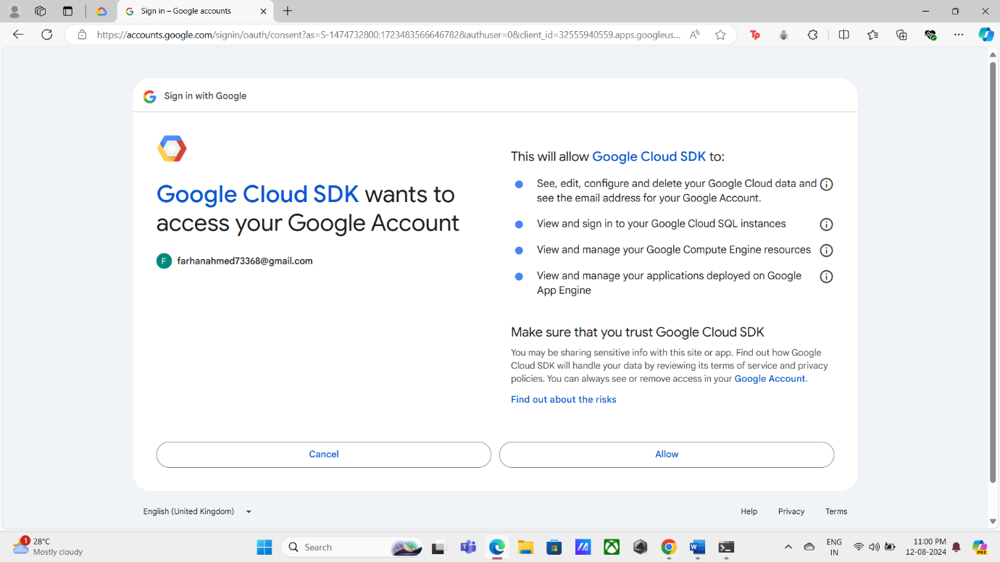 Sign in – Google accounts
https://accounts.google.com/signin/oauth/consent?as=S-1474732800:1723483566646782&authuser=0&client_id=32555940559.apps.googleus...
Sign in with Google
Google Cloud SDK wants to
access your Google Account
F farhanahmed73368@gmail.com
This will allow Google Cloud SDK to:
See, edit, configure and delete your Google Cloud data and
see the email address for your Google Account.
View and sign in to your Google Cloud SQL instances
View and manage your Google Compute Engine resources
View and manage your applications deployed on Google
App Engine
Make sure that you trust Google Cloud SDK
You may be sharing sensitive info with this site or app. Find out how Google
Cloud SDK will handle your data by reviewing its terms of service and privacy
policies. You can always see or remove access in your Google Account.
Find out about the risks
Cancel Allow
English (United Kingdom) Help Privacy Terms
1 28°C
Mostly cloudy
Search
ENG
IN
11:00 PM
12-08-2024
PRE